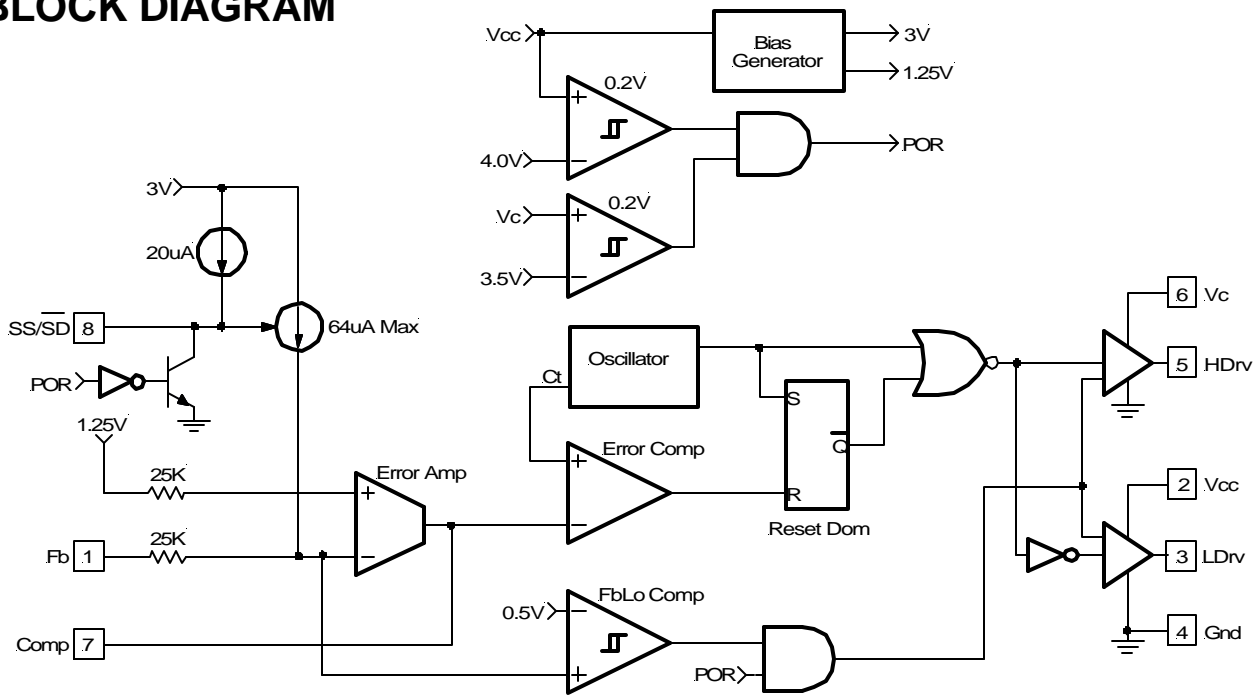 BLOCK DIAGRAM
Vcc
Bias
Generator
3V
1.25V
0.2V
4.0V
POR
3V
Vc
0.2V
20uA
3.5V
6 Vc
SS/SD 8
64uA Max
Oscillator
5 HDrv
POR
Ct
S
1.25V
Q
Error Comp
25K
Error Amp
2 Vcc
R
Reset Dom
Fb 1
25K
3 LDrv
FbLo Comp
0.5V
Comp 7
4 Gnd
POR